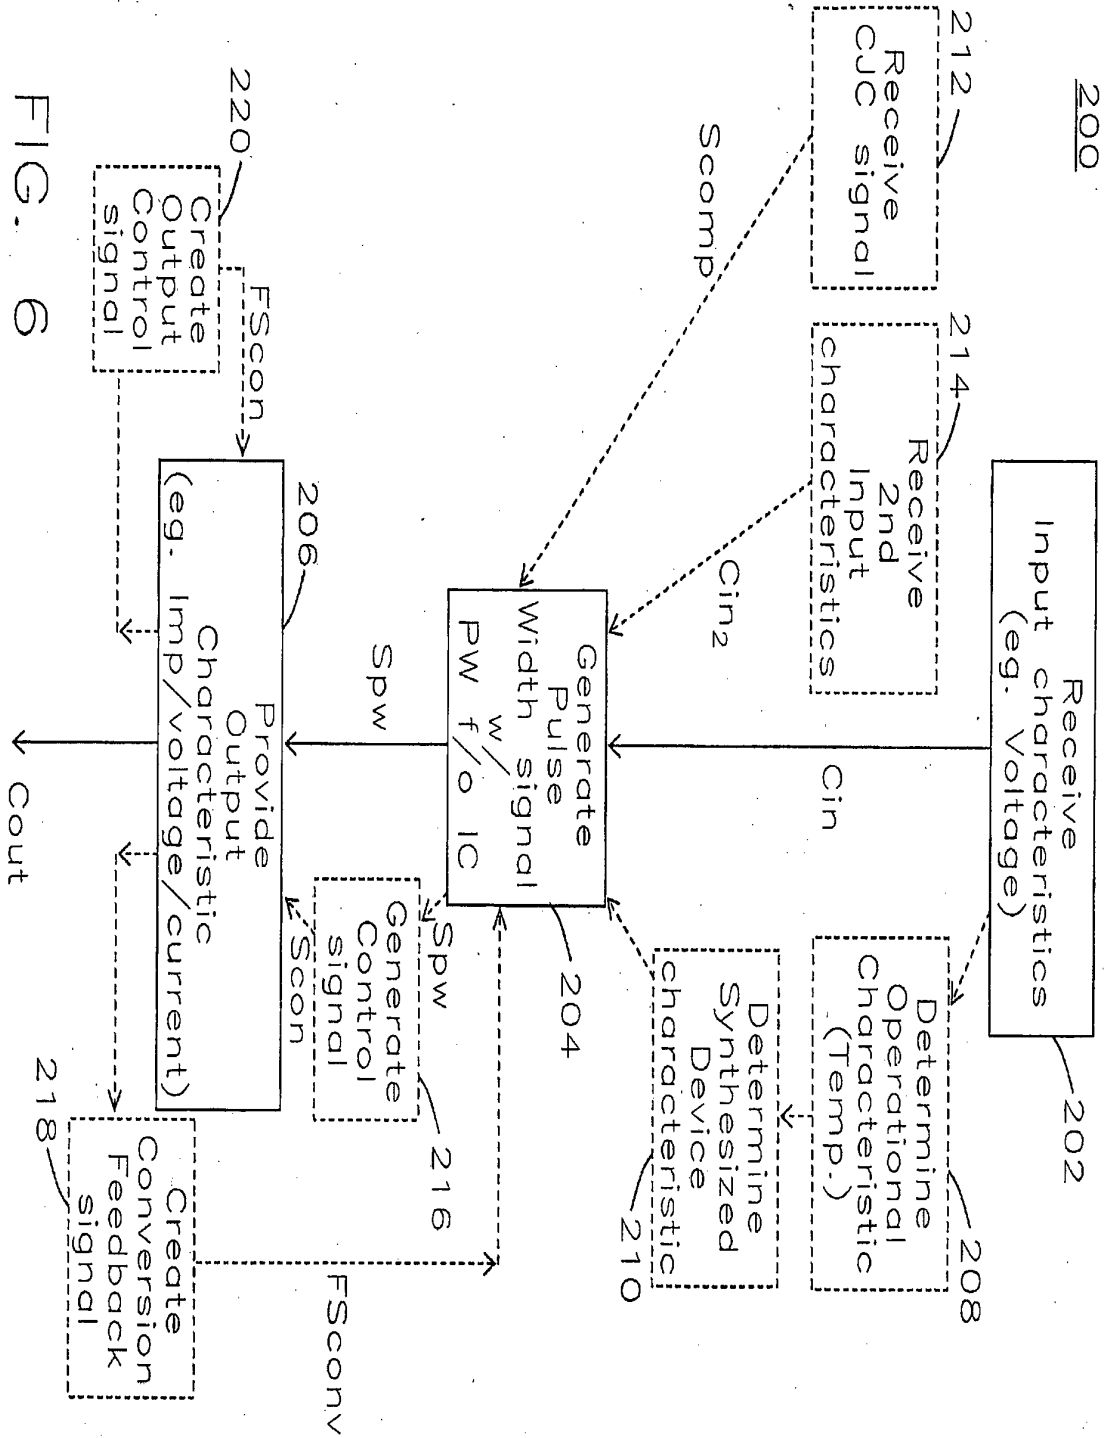 200
Receive
Input characteristics
(eg. Voltage)
202
212
Receive
CJC signal
214
Receive
2nd
Input
characteristics
Determine
Operational
Characteristic
(Temp.)
208
Scomp
Cin2
Cin
Determine
Synthesized
Device
characteristic
210
Generate
Pulse
Width signal
w/
PW f/o IC
204
Spw
Spw
Generate
Control
signal
216
Scon
FSconv
220
Create
Output
Control
signal
FScon
206
Provide
Output
Characteristic
(eg. Imp/voltage/current)
Create
Conversion
Feedback
signal
218
Cout
FIG. 6